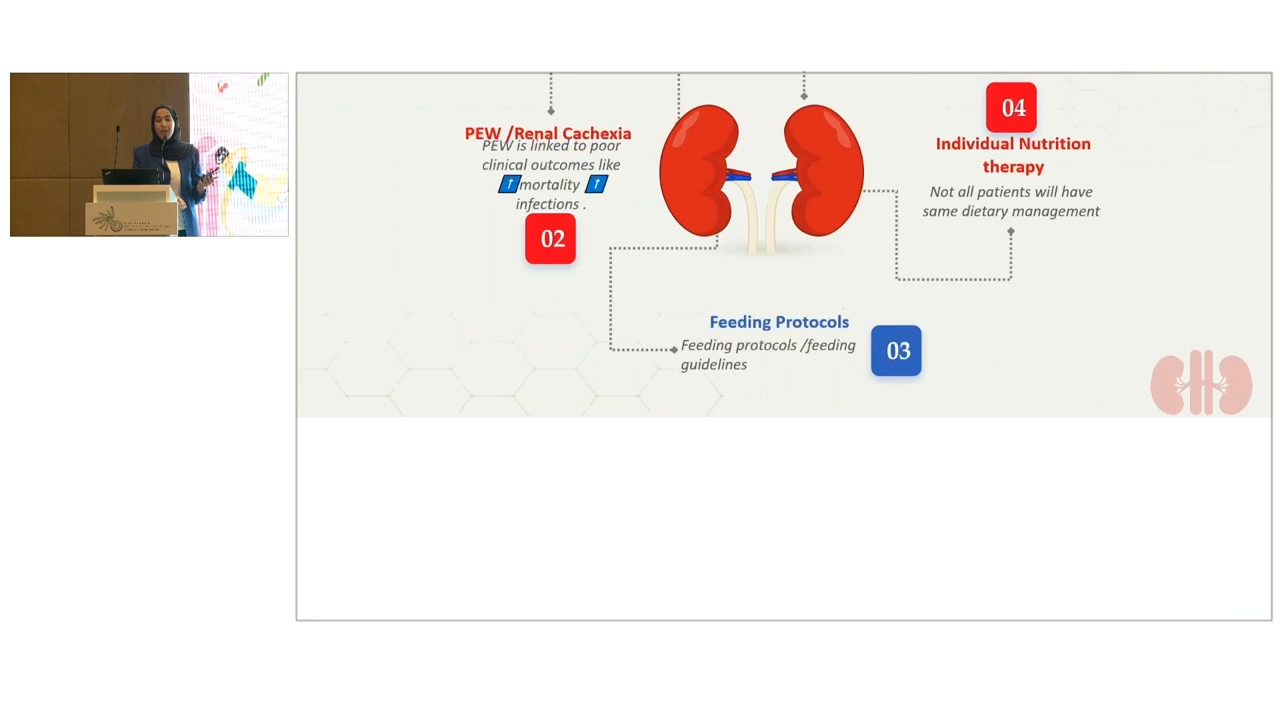 PEW /Renal Cachexia
PEW is linked to poor
clinical outcomes like
↑mortality ↑
infections .
02
04
Individual Nutrition
therapy
Not all patients will have
same dietary management
Feeding Protocols
Feeding protocols /feeding
guidelines
03